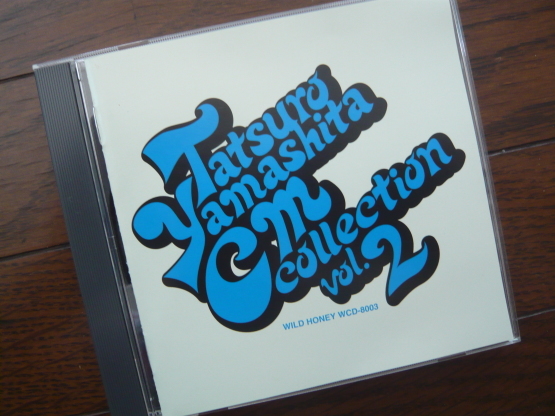 Tatsuro
Yamashita
CM
collection
vol. 2
WILD HONEY WCD-8003